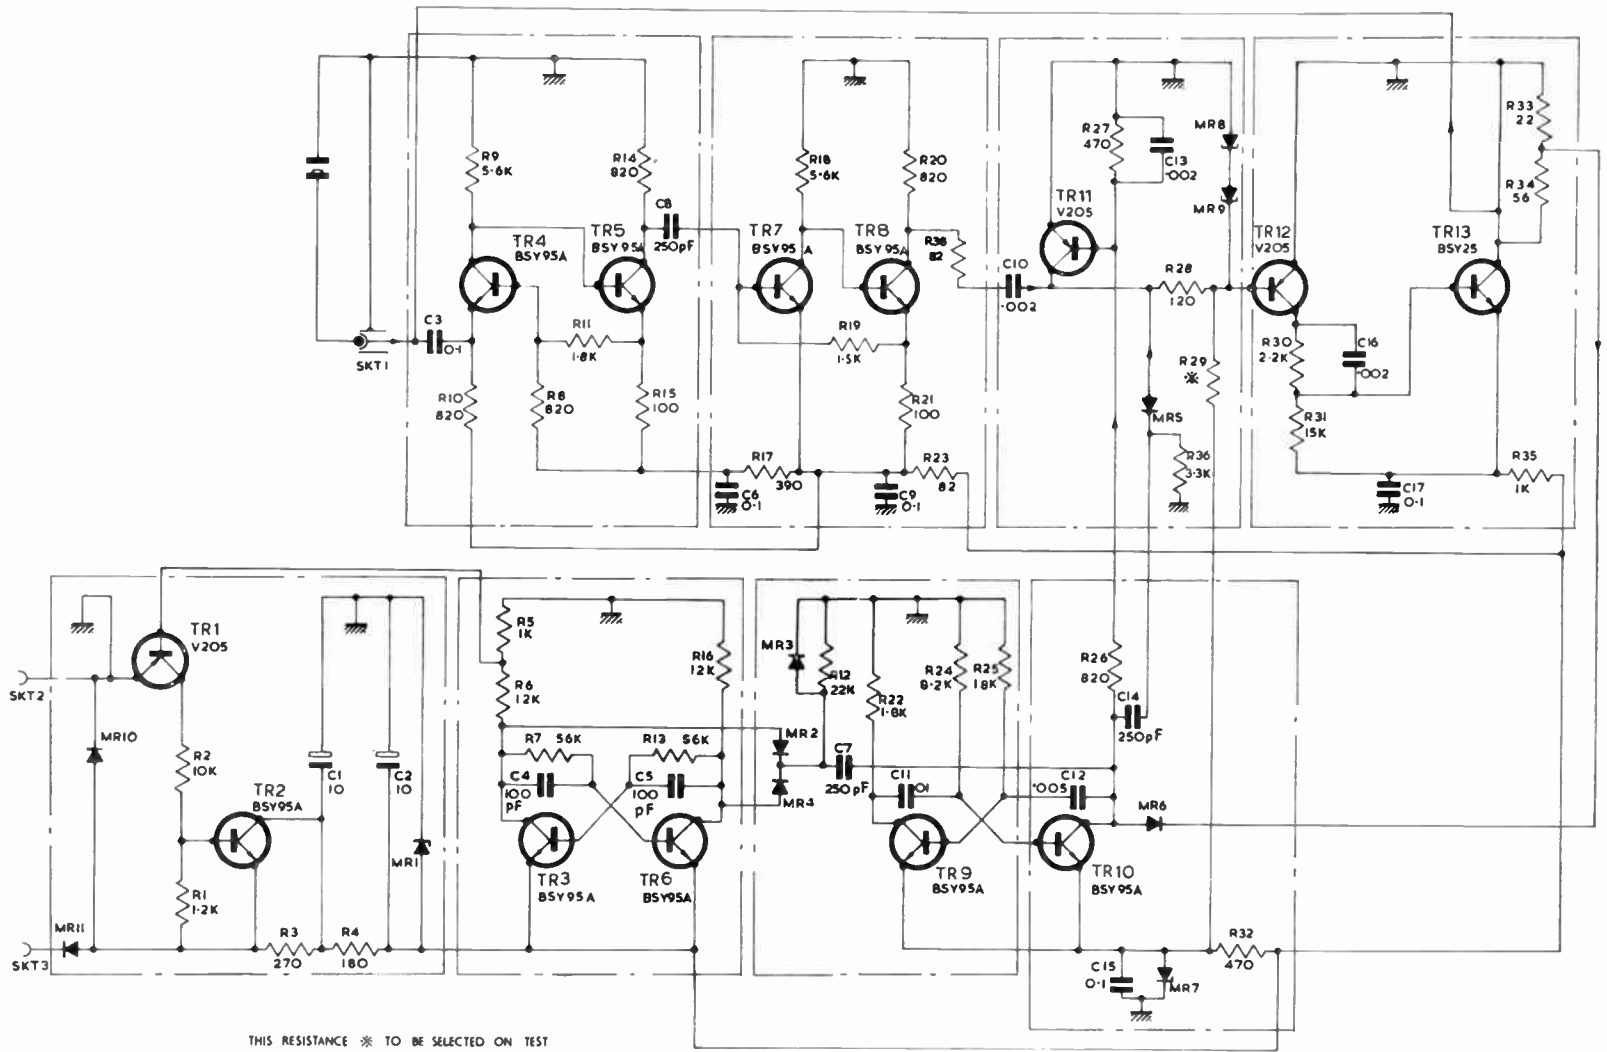 R9
5·6K
R14
820
TR4
BSY95A
TR5
BSY95A
C8
250pF
C3
0·1
SKT1
R11
1·8K
R10
820
R8
820
R15
100
R18
5·6K
R20
820
TR7
BSY95A
TR8
BSY95A
R38
82
R19
1·5K
R21
100
R17
390
R23
82
C6
0·1
C9
0·1
C10
·002
R27
470
C13
·002
MR8
MR9
TR11
V205
R28
120
R29
※
MR5
R36
3·3K
TR12
V205
R30
2·2K
C16
·002
R31
15K
C17
0·1
TR13
BSY25
R33
22
R34
56
R35
1K
SKT2
TR1
V205
MR10
R2
10K
TR2
BSY95A
R1
1·2K
MR11
SKT3
R3
270
R4
180
C1
10
C2
10
MR1
R5
1K
R6
12K
R16
12K
R7 56K
R13 56K
C4
100
pF
C5
100
pF
TR3
BSY95A
TR6
BSY95A
MR3
R12
22K
MR2
MR4
C7
250pF
R22
1·8K
R24
8·2K
R25
18K
C11
·01
C12
·005
TR9
BSY95A
TR10
BSY95A
R26
820
C14
250pF
MR6
C15
0·1
MR7
R32
470
THIS RESISTANCE ※ TO BE SELECTED ON TEST